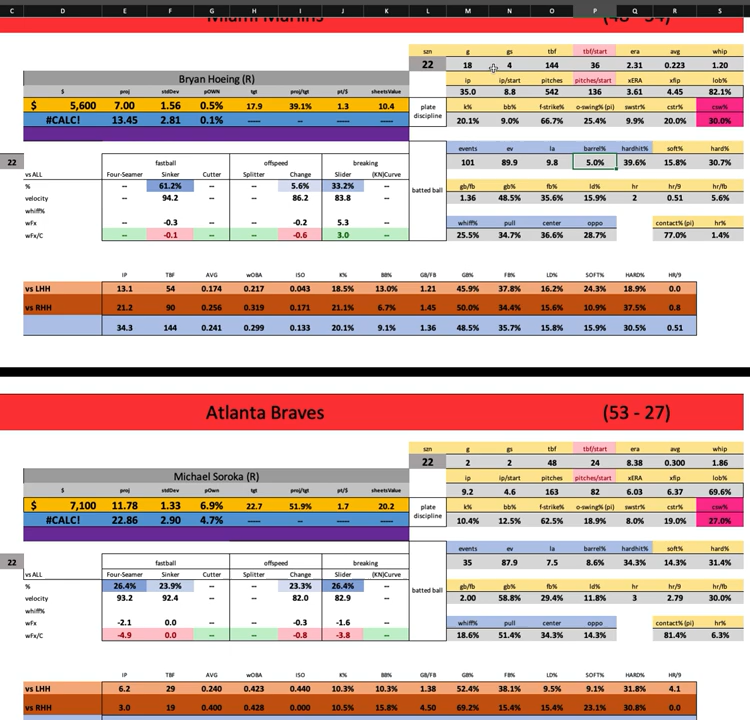 C D E F G H I J K L M N O P Q R S
Miami Marlins (48 - 34)
szn g gs tbf tbf/start era avg whip
22 18 4 144 36 2.31 0.223 1.20
Bryan Hoeing (R)
ip ip/start pitches pitches/start xERA xfip lob%
35.0 8.8 542 136 3.61 4.45 82.1%
$ proj stdDev pOWN tgt proj/tgt pt/$ sheetsValue
$ 5,600 7.00 1.56 0.5% 17.9 39.1% 1.3 10.4
plate discipline
k% bb% f-strike% o-swing% (pi) swstr% cstr% csw%
#CALC! 13.45 2.81 0.1% ---- ----- ---- -----
20.1% 9.0% 66.7% 25.4% 9.9% 20.0% 30.0%
events ev la barrel% hardhit% soft% hard%
22 fastball offspeed breaking
101 89.9 9.8 5.0% 39.6% 15.8% 30.7%
vs ALL Four-Seamer Sinker Cutter Splitter Change Slider (KN)Curve
% -- 61.2% -- -- 5.6% 33.2% --
batted ball
gb/fb gb% fb% ld% hr hr/9 hr/fb
velocity -- 94.2 -- -- 86.2 83.8 --
1.36 48.5% 35.6% 15.9% 2 0.51 5.6%
whiff%
wFx -- -0.3 -- -- -0.2 5.3 --
whiff% pull center oppo contact% (pi) hr%
wFx/C -- -0.1 -- -- -0.6 3.0 --
25.5% 34.7% 36.6% 28.7% 77.0% 1.4%
IP TBF AVG wOBA ISO K% BB% GB/FB GB% FB% LD% SOFT% HARD% HR/9
vs LHH 13.1 54 0.174 0.217 0.043 18.5% 13.0% 1.21 45.9% 37.8% 16.2% 24.3% 18.9% 0.0
vs RHH 21.2 90 0.256 0.319 0.171 21.1% 6.7% 1.45 50.0% 34.4% 15.6% 10.9% 37.5% 0.8
34.3 144 0.241 0.299 0.133 20.1% 9.1% 1.36 48.5% 35.7% 15.8% 15.9% 30.5% 0.51
Atlanta Braves (53 - 27)
szn g gs tbf tbf/start era avg whip
22 2 2 48 24 8.38 0.300 1.86
Michael Soroka (R)
ip ip/start pitches pitches/start xERA xfip lob%
9.2 4.6 163 82 6.03 6.37 69.6%
$ proj stdDev pOwn tgt proj/tgt pt/$ sheetsValue
$ 7,100 11.78 1.33 6.9% 22.7 51.9% 1.7 20.2
plate discipline
k% bb% f-strike% o-swing% (pi) swstr% cstr% csw%
#CALC! 22.86 2.90 4.7% ---- ----- ---- -----
10.4% 12.5% 62.5% 18.9% 8.0% 19.0% 27.0%
events ev la barrel% hardhit% soft% hard%
22 fastball offspeed breaking
35 87.9 7.5 8.6% 34.3% 14.3% 31.4%
vs ALL Four-Seamer Sinker Cutter Splitter Change Slider (KN)Curve
% 26.4% 23.9% -- -- 23.3% 26.4% --
batted ball
gb/fb gb% fb% ld% hr hr/9 hr/fb
velocity 93.2 92.4 -- -- 82.0 82.9 --
2.00 58.8% 29.4% 11.8% 3 2.79 30.0%
whiff%
wFx -2.1 0.0 -- -- -0.3 -1.6 --
whiff% pull center oppo contact% (pi) hr%
wFx/C -4.9 0.0 -- -- -0.8 -3.8 --
18.6% 51.4% 34.3% 14.3% 81.4% 6.3%
IP TBF AVG wOBA ISO K% BB% GB/FB GB% FB% LD% SOFT% HARD% HR/9
vs LHH 6.2 29 0.240 0.423 0.440 10.3% 10.3% 1.38 52.4% 38.1% 9.5% 9.1% 31.8% 4.1
vs RHH 3.0 19 0.400 0.428 0.000 10.5% 15.8% 4.50 69.2% 15.4% 15.4% 23.1% 30.8% 0.0